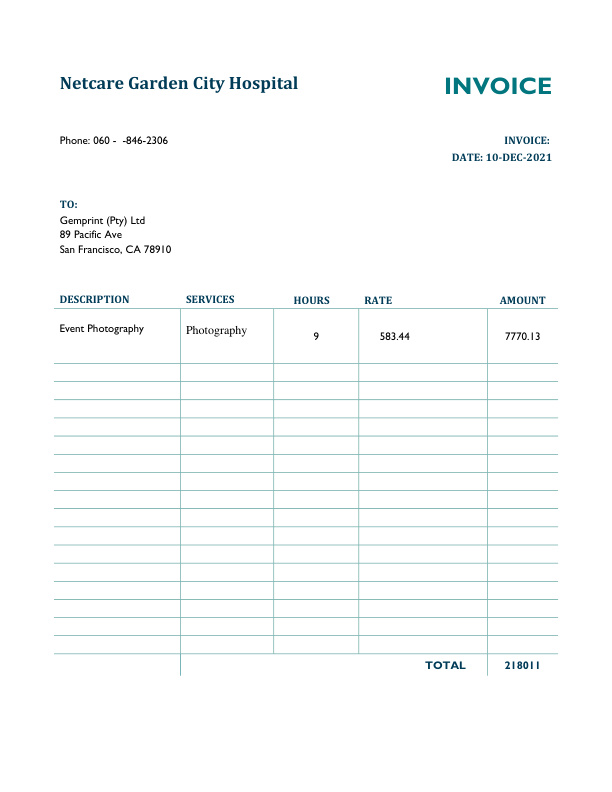 Netcare Garden City Hospital
INVOICE
Phone: 060 - -846-2306
INVOICE:
DATE: 10-DEC-2021
TO:
Gemprint (Pty) Ltd
89 Pacific Ave
San Francisco, CA 78910
DESCRIPTION SERVICES HOURS RATE AMOUNT
Event Photography Photography 9 583.44 7770.13
TOTAL 218011